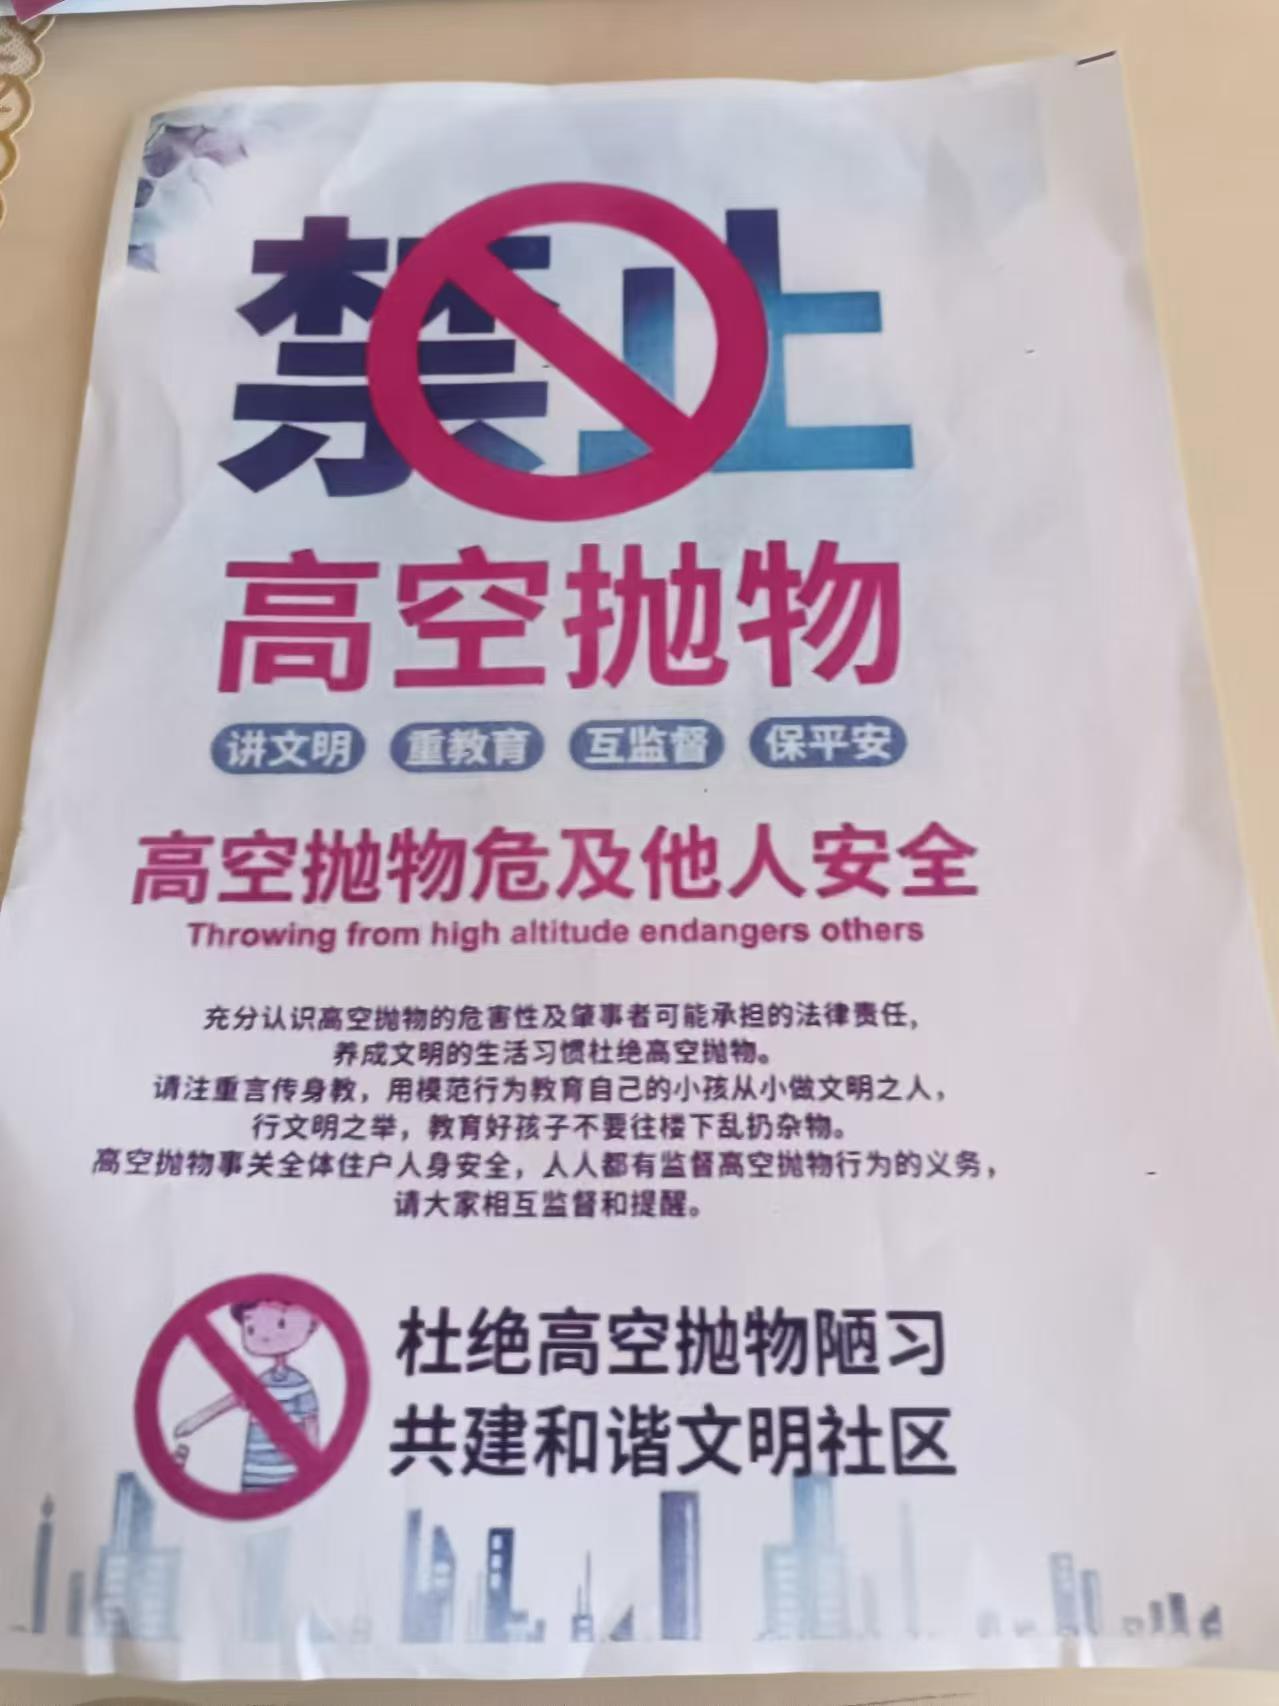 禁止
高空抛物
讲文明 重教育 互监督 保平安
高空抛物危及他人安全
Throwing from high altitude endangers others
充分认识高空抛物的危害性及肇事者可能承担的法律责任,
养成文明的生活习惯杜绝高空抛物。
请注重言传身教，用模范行为教育自己的小孩从小做文明之人，
行文明之举，教育好孩子不要往楼下乱扔杂物。
高空抛物事关全体住户人身安全，人人都有监督高空抛物行为的义务，
请大家相互监督和提醒。
杜绝高空抛物陋习
共建和谐文明社区